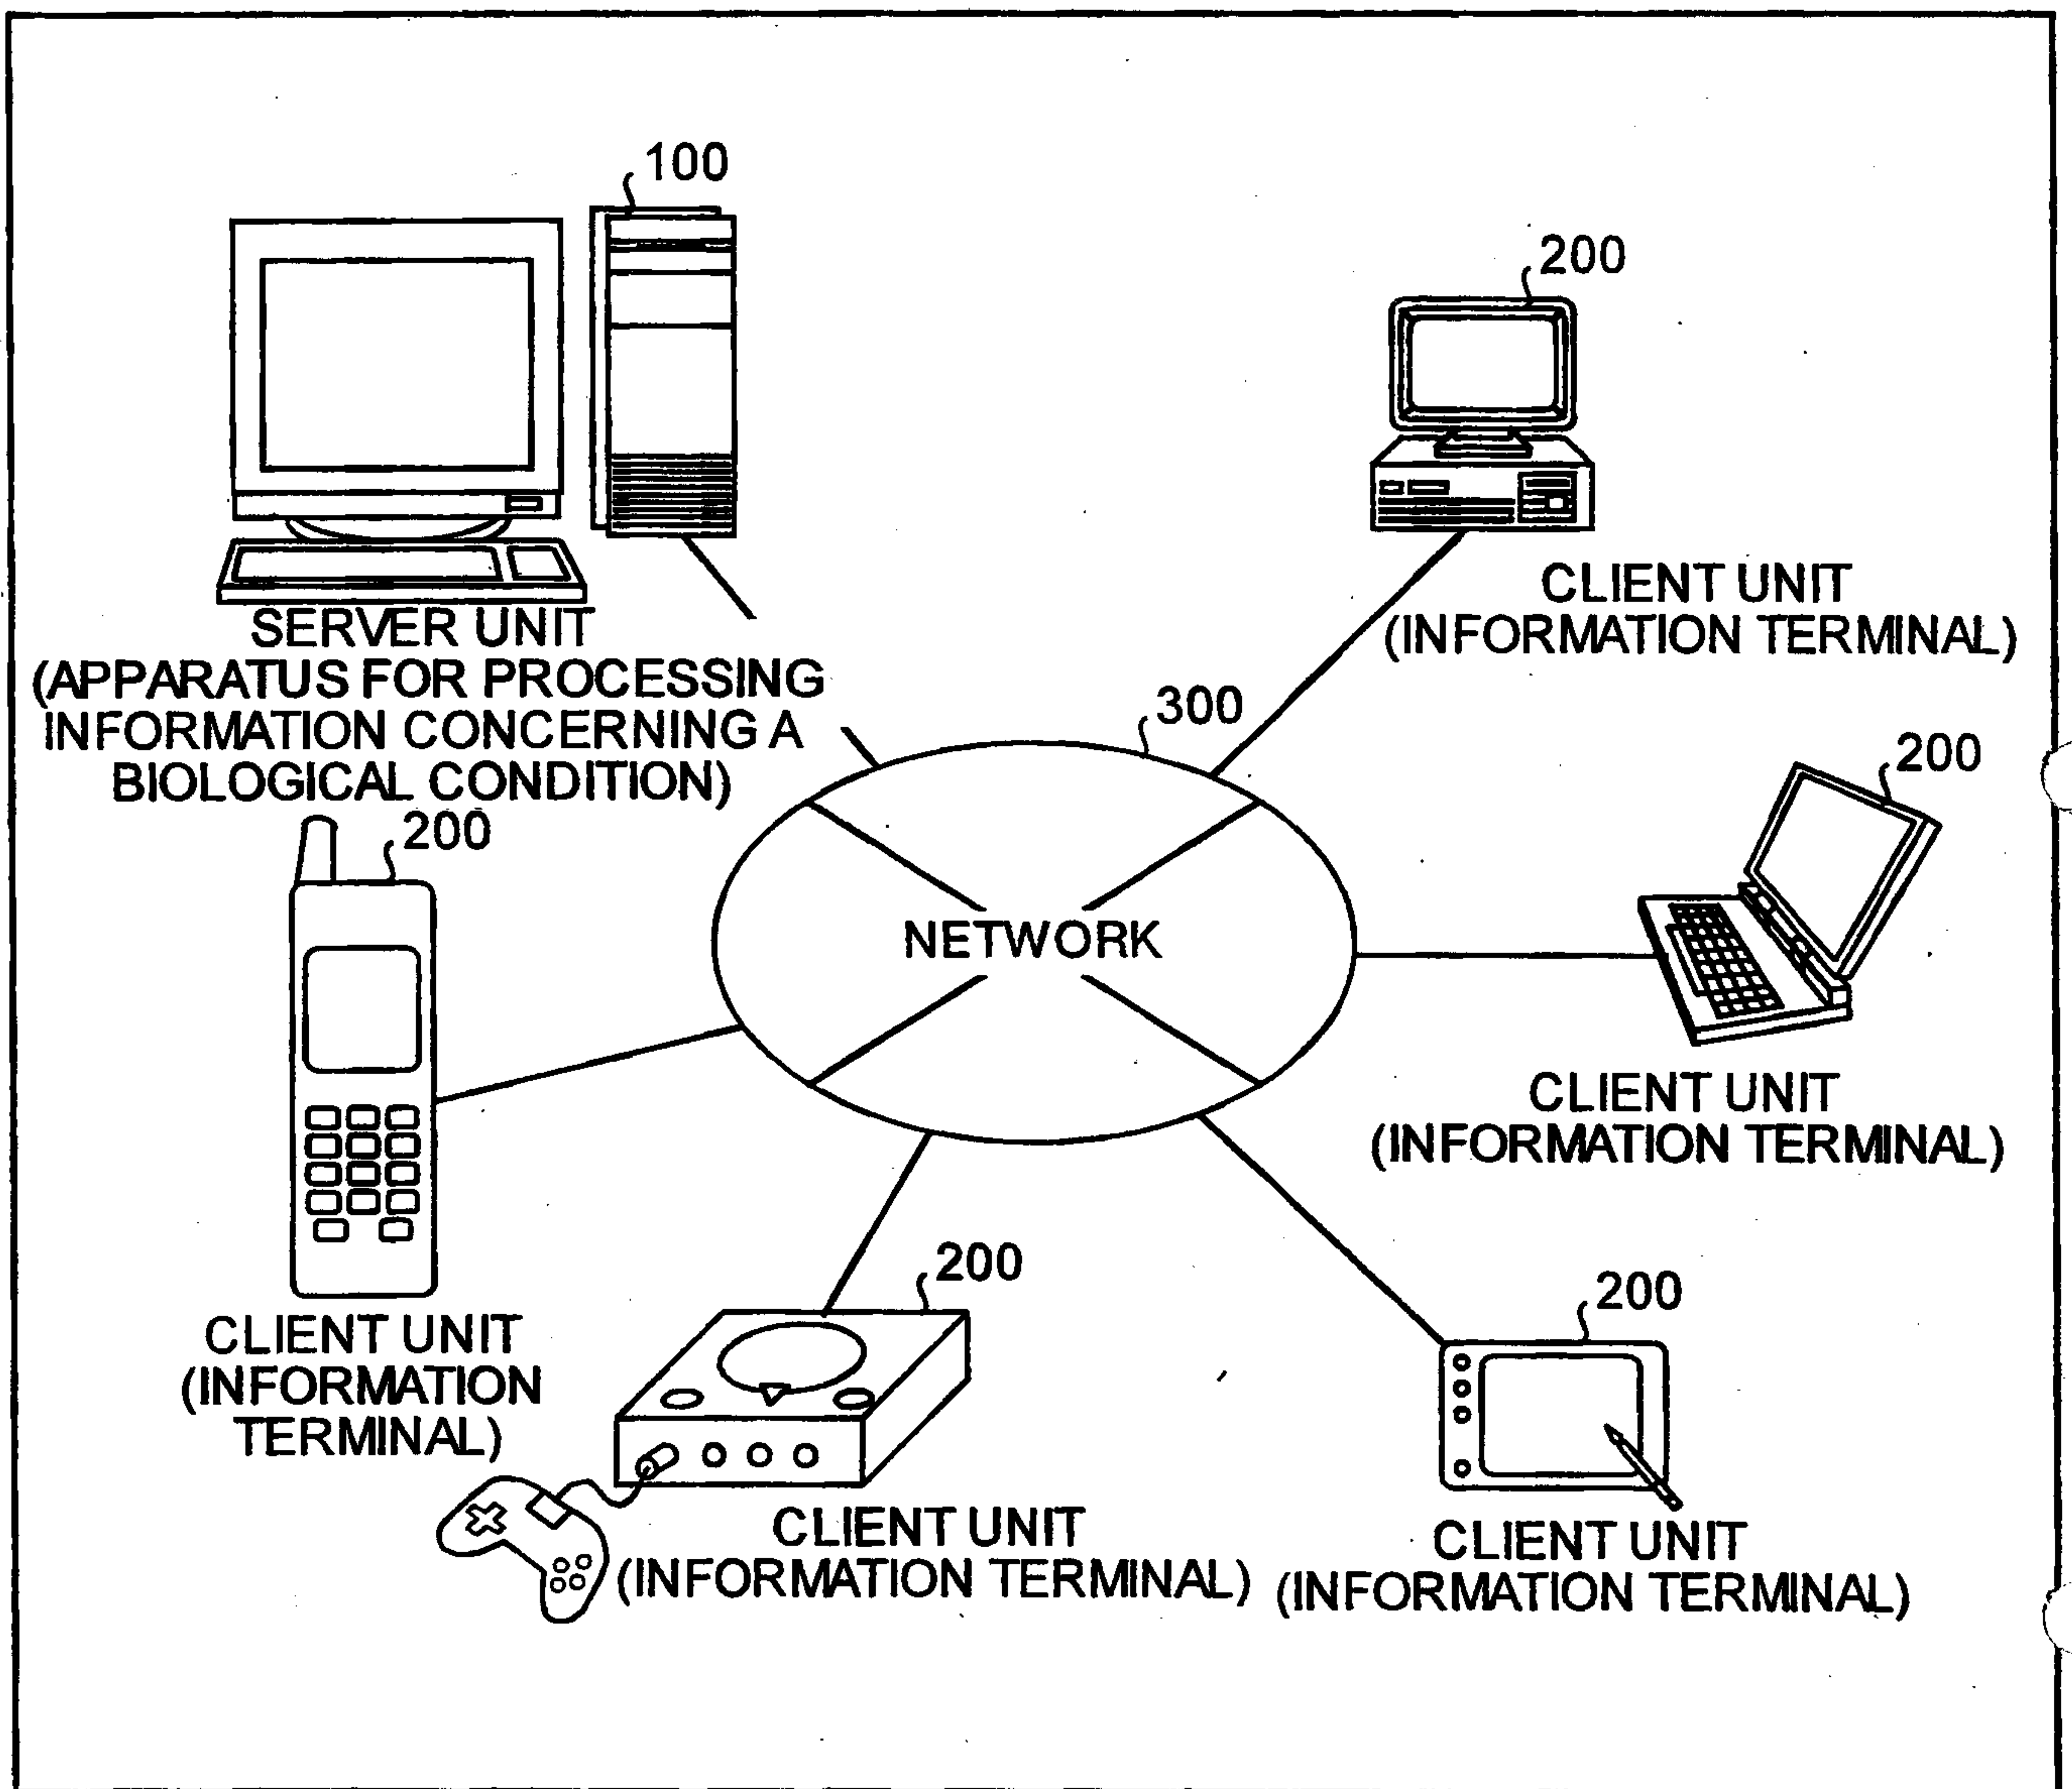 100
SERVER UNIT
(APPARATUS FOR PROCESSING
INFORMATION CONCERNING A
BIOLOGICAL CONDITION)
200
CLIENT UNIT
(INFORMATION TERMINAL)
300
NETWORK
200
CLIENT UNIT
(INFORMATION TERMINAL)
200
CLIENT UNIT
(INFORMATION
TERMINAL)
200
CLIENT UNIT
(INFORMATION TERMINAL)
200
CLIENT UNIT
(INFORMATION TERMINAL)